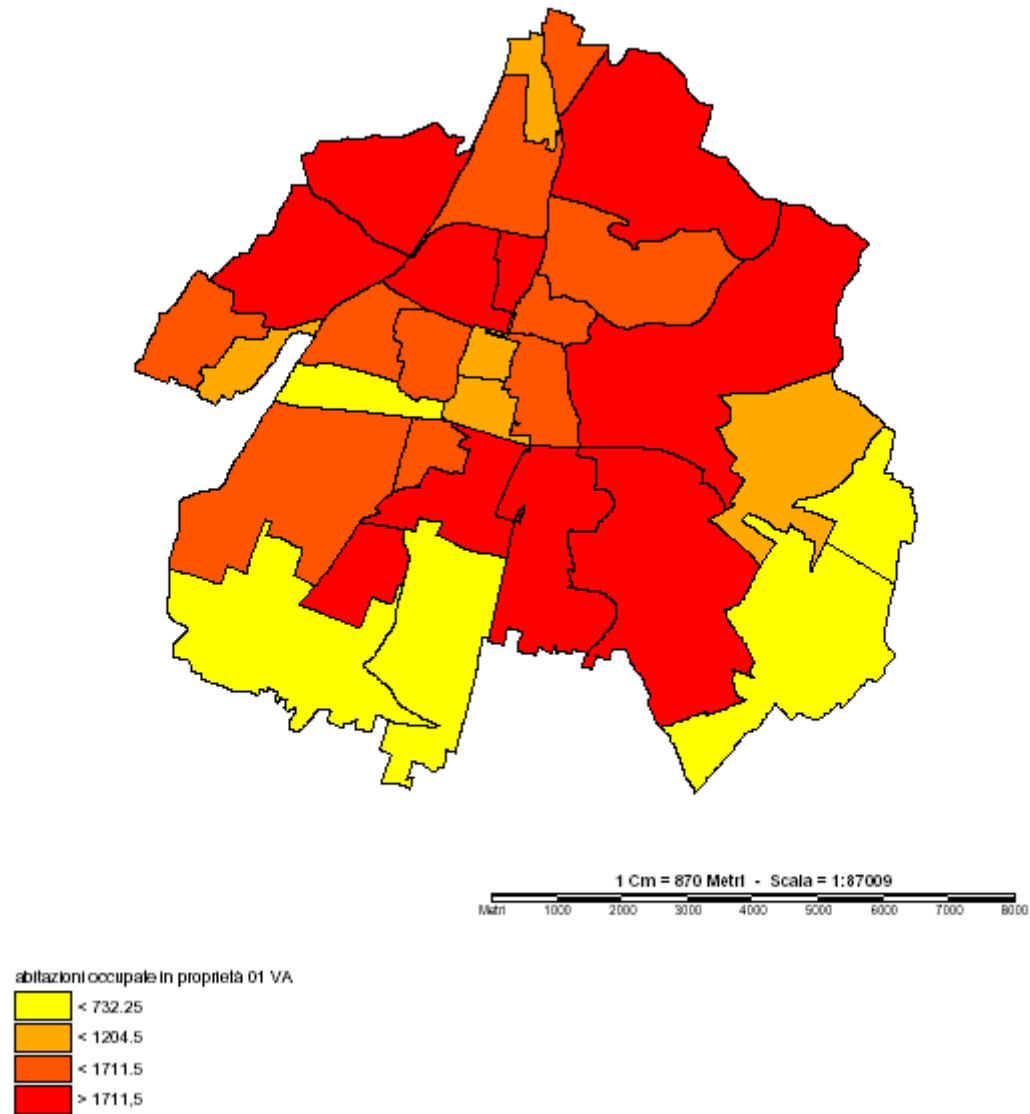 1 Cm = 870 Metri - Scala = 1:87009
Metri 1000 2000 3000 4000 5000 6000 7000 8000
abitazioni occupate in proprietà 01 VA
< 732.25
< 1204.5
< 1711.5
> 1711,5